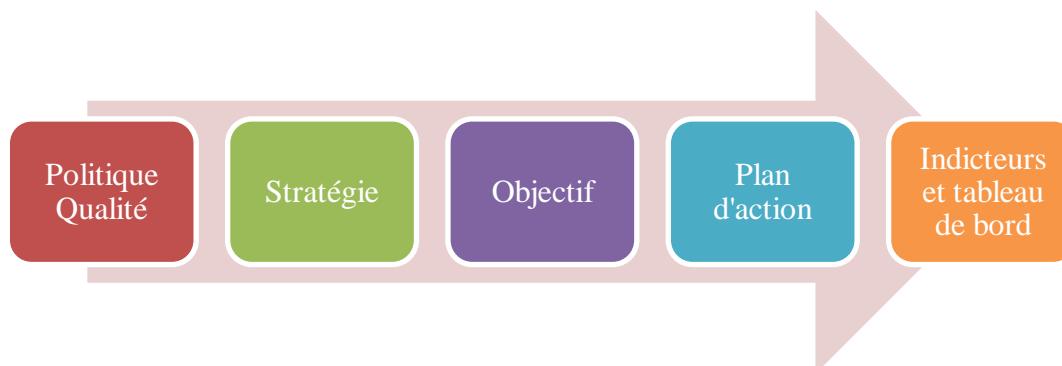 Politique
Qualité
Stratégie
Objectif
Plan
d'action
Indicteurs
et tableau
de bord